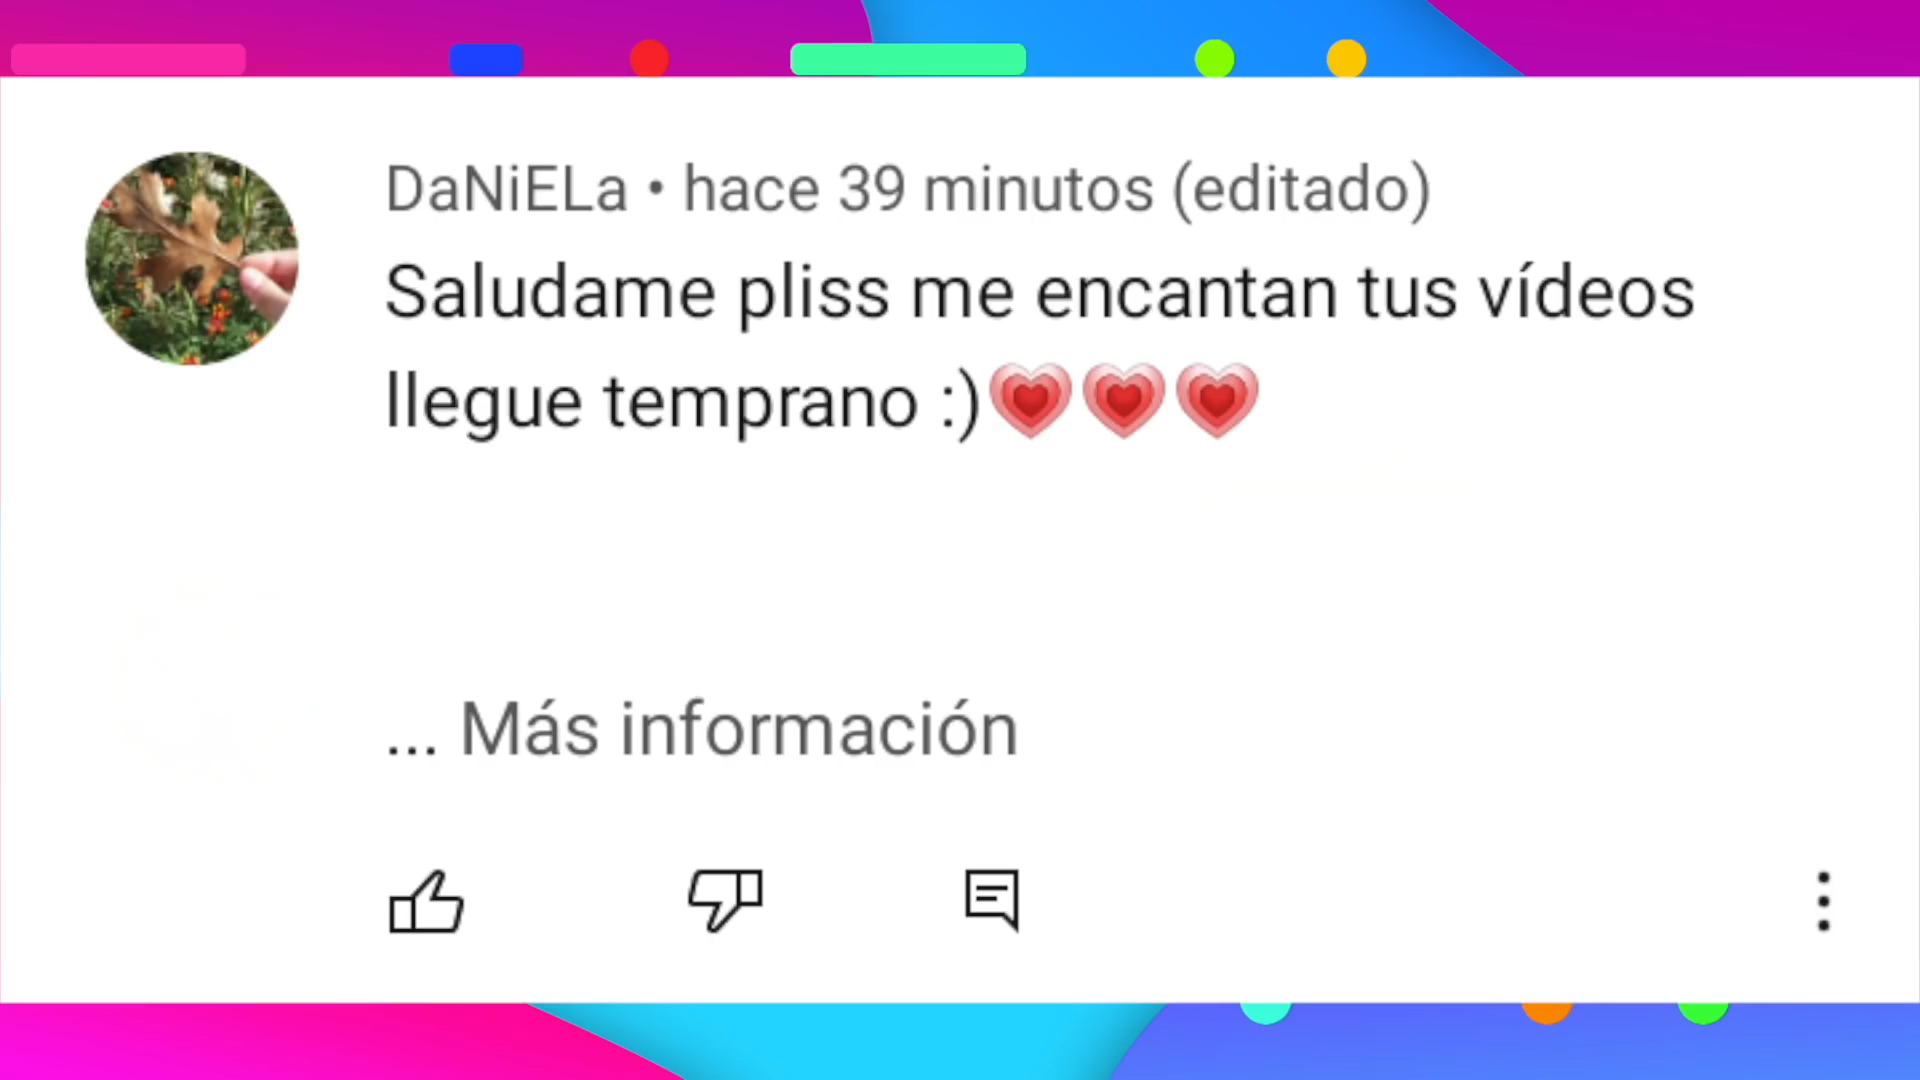 DaNiELa • hace 39 minutos (editado)
Saludame pliss me encantan tus vídeos
llegue temprano :)💗💗💗
... Más información